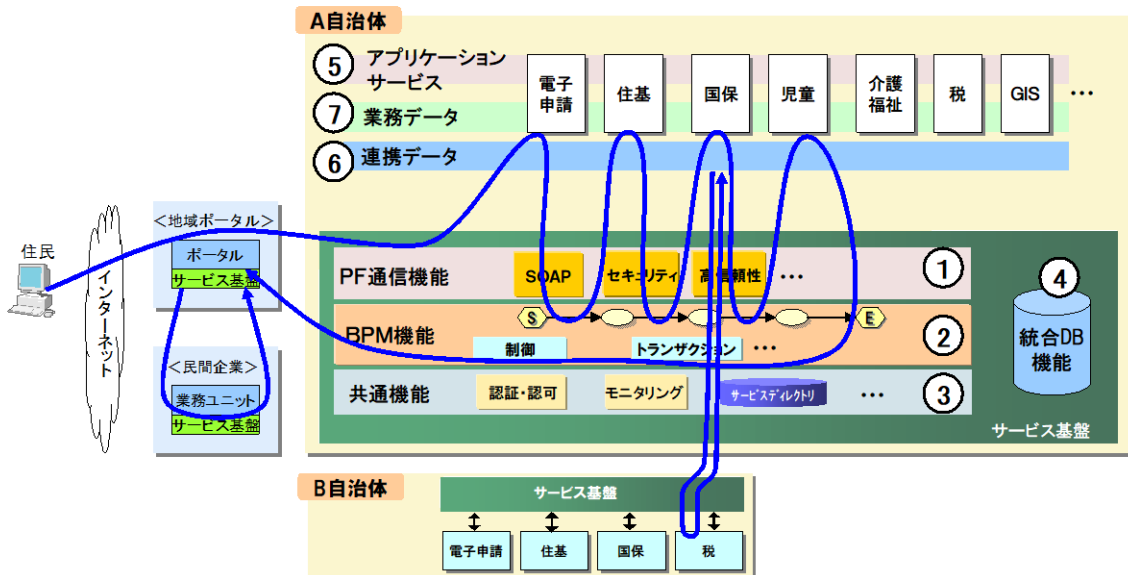 A自治体
⑤
アプリケーション
サービス
⑦
業務データ
⑥
連携データ
電子
申請
住基
国保
児童
介護
福祉
税
GIS
…
住民
インターネット
＜地域ポータル＞
ポータル
サービス基盤
＜民間企業＞
業務ユニット
サービス基盤
PF通信機能
SOAP
セキュリティ
高信頼性
…
①
BPM機能
S
E
制御
トランザクション
…
②
共通機能
認証・認可
モニタリング
サービスディレクトリ
…
③
④
統合DB
機能
サービス基盤
B自治体
サービス基盤
電子申請
住基
国保
税